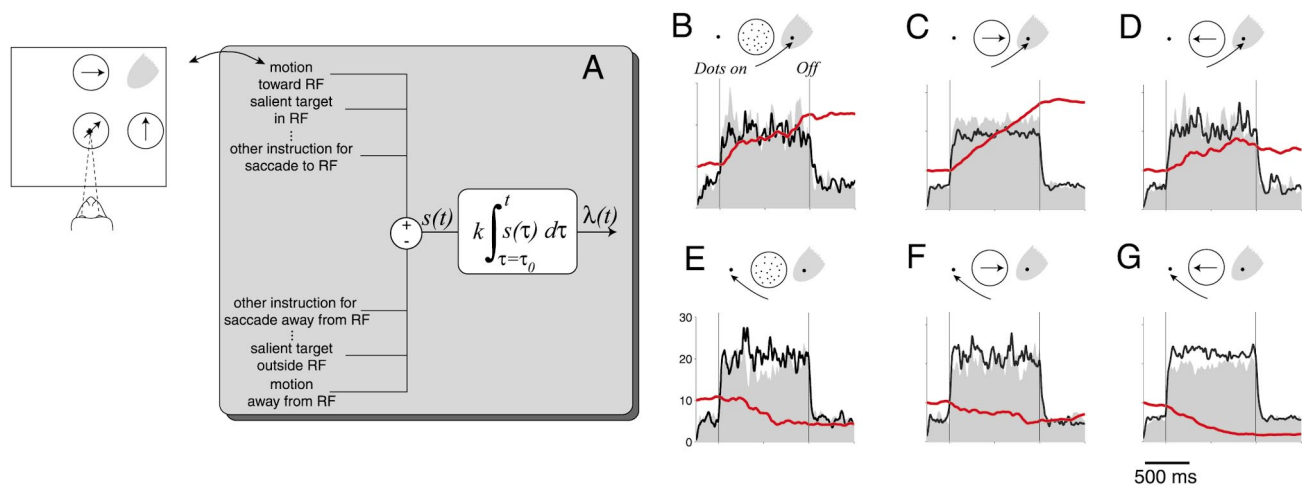 A
motion
toward RF
salient target
in RF
other instruction for
saccade to RF
+
-
s(t)
k∫ᵗτ=τ₀ s(τ) dτ
λ(t)
other instruction for
saccade away from RF
salient target
outside RF
motion
away from RF
B
Dots on
Off
C
D
E
30
20
10
0
F
G
500 ms